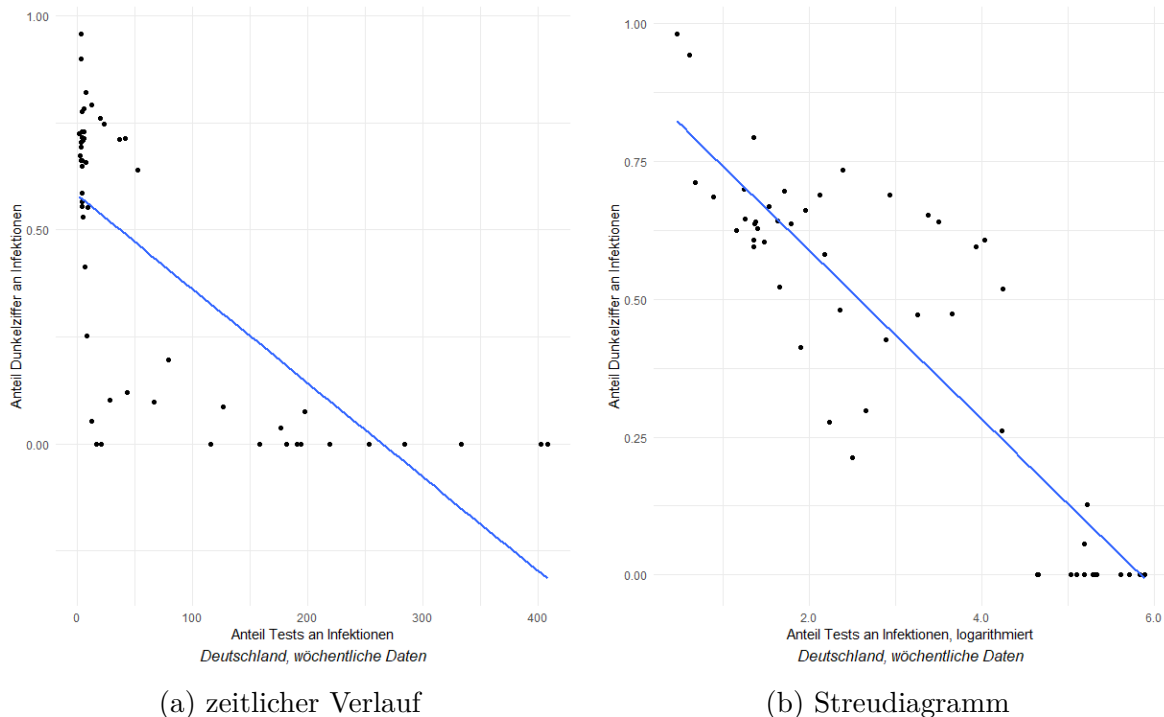 1.00
0.50
0.00
Anteil Dunkelziffer an Infektionen
0
100
200
300
400
Anteil Tests an Infektionen
Deutschland, wöchentliche Daten
(a) zeitlicher Verlauf
1.00
0.75
0.50
0.25
0.00
Anteil Dunkelziffer an Infektionen
2.0
4.0
6.0
Anteil Tests an Infektionen, logarithmiert
Deutschland, wöchentliche Daten
(b) Streudiagramm